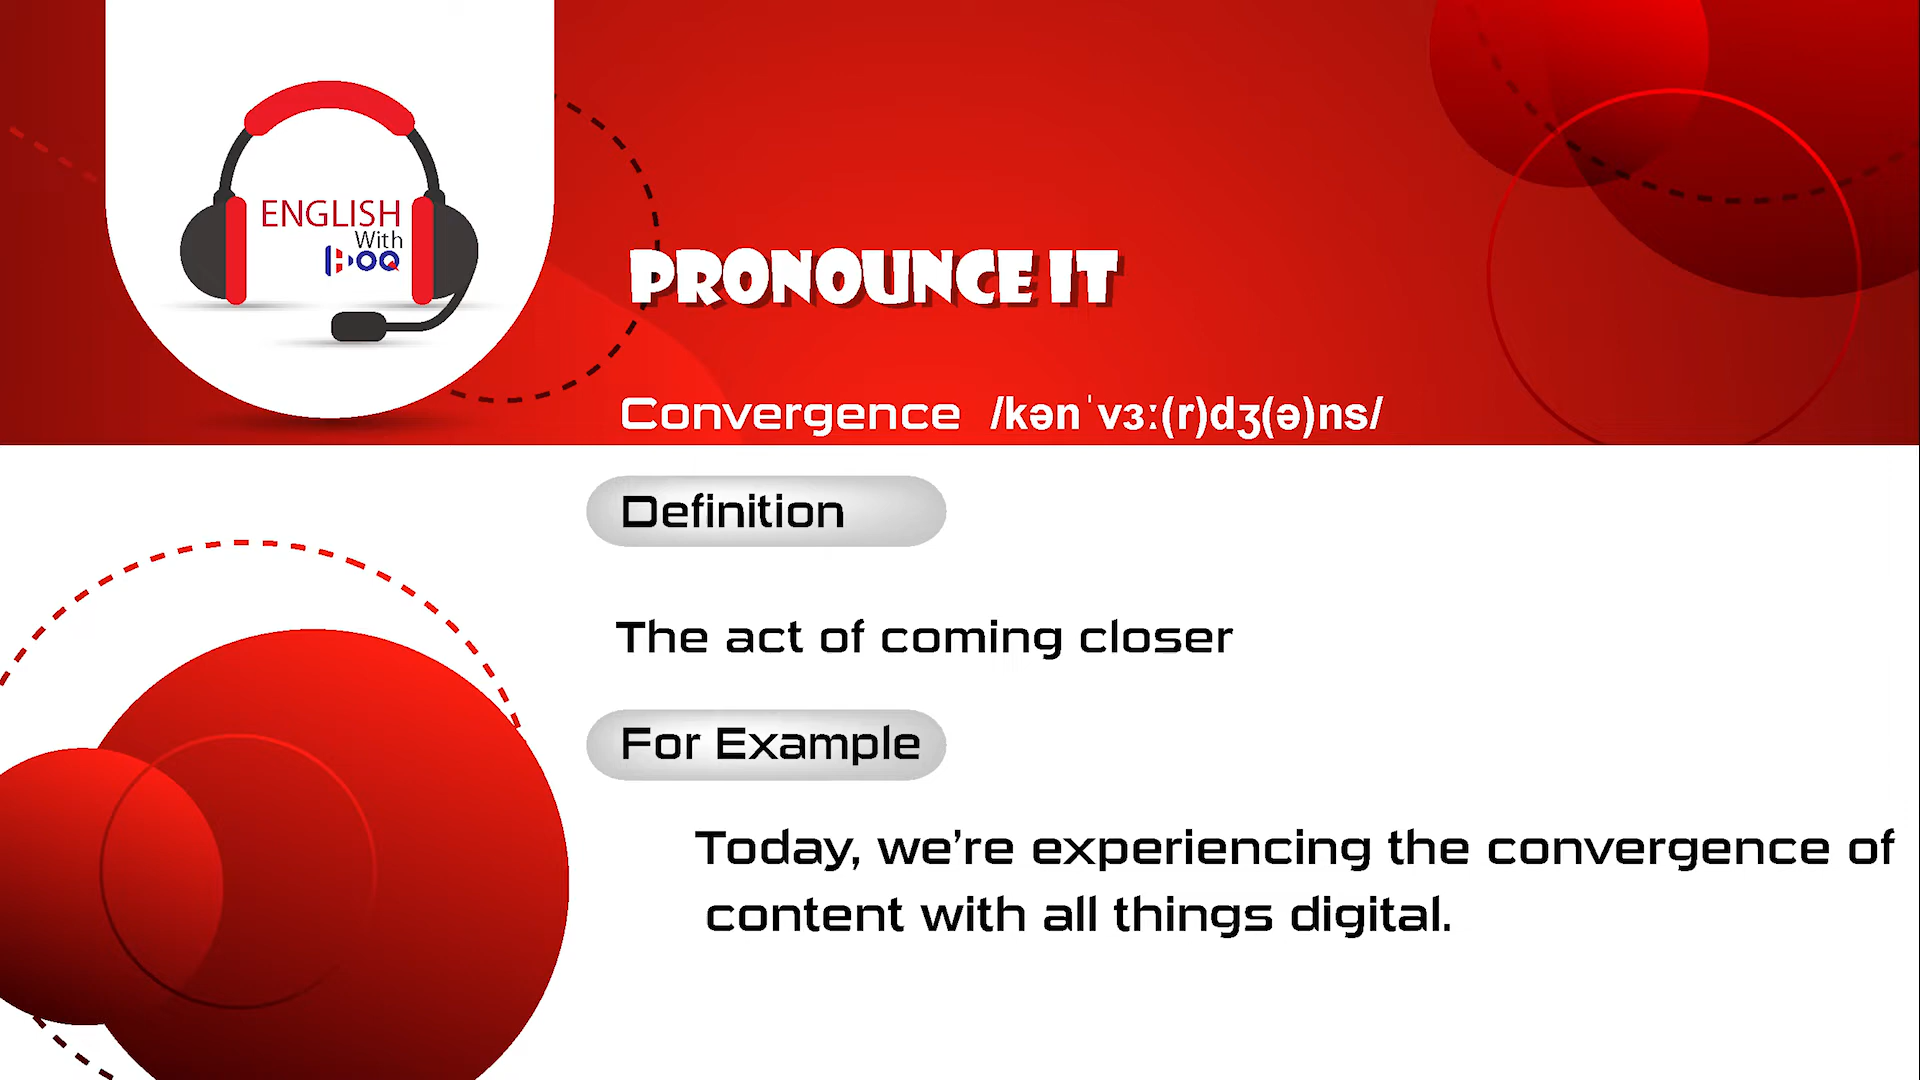 ENGLISH
With
HOQ
PRONOUNCE IT
Convergence /kənˈvɜː(r)dʒ(ə)ns/
Definition
The act of coming closer
For Example
Today, we’re experiencing the convergence of
content with all things digital.